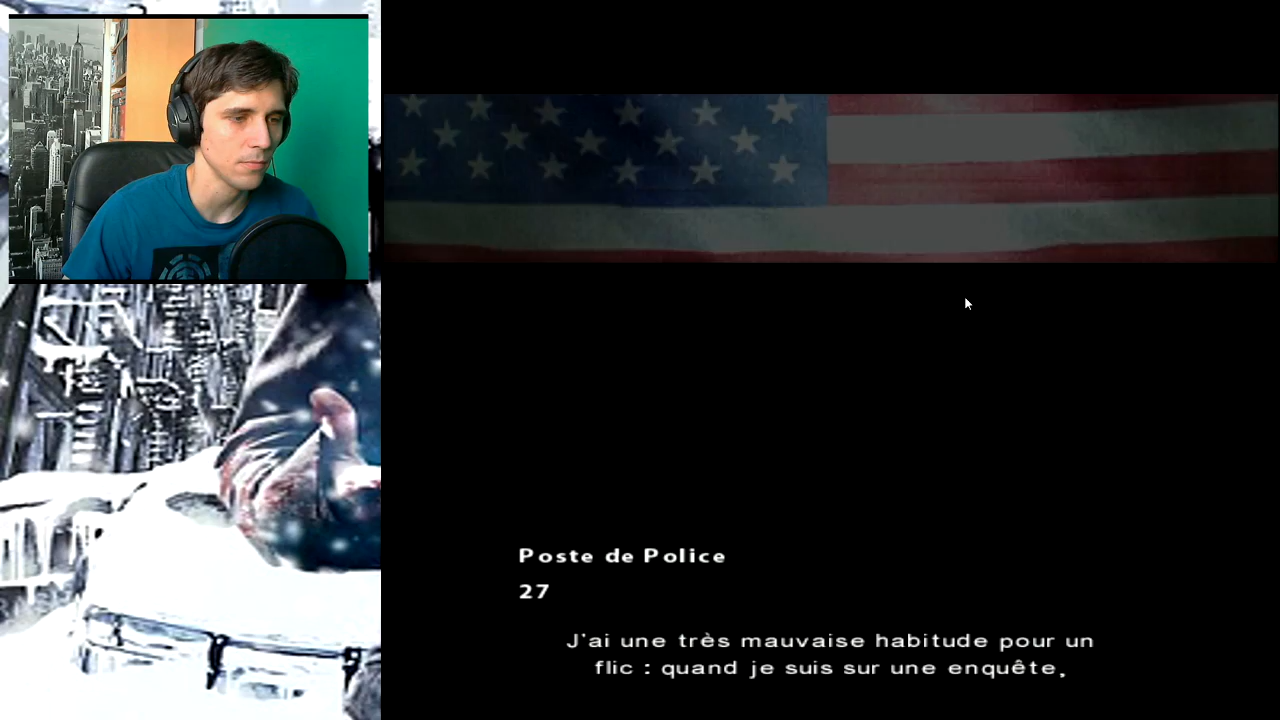 Poste de Police
27
J'ai une très mauvaise habitude pour un
flic : quand je suis sur une enquête,